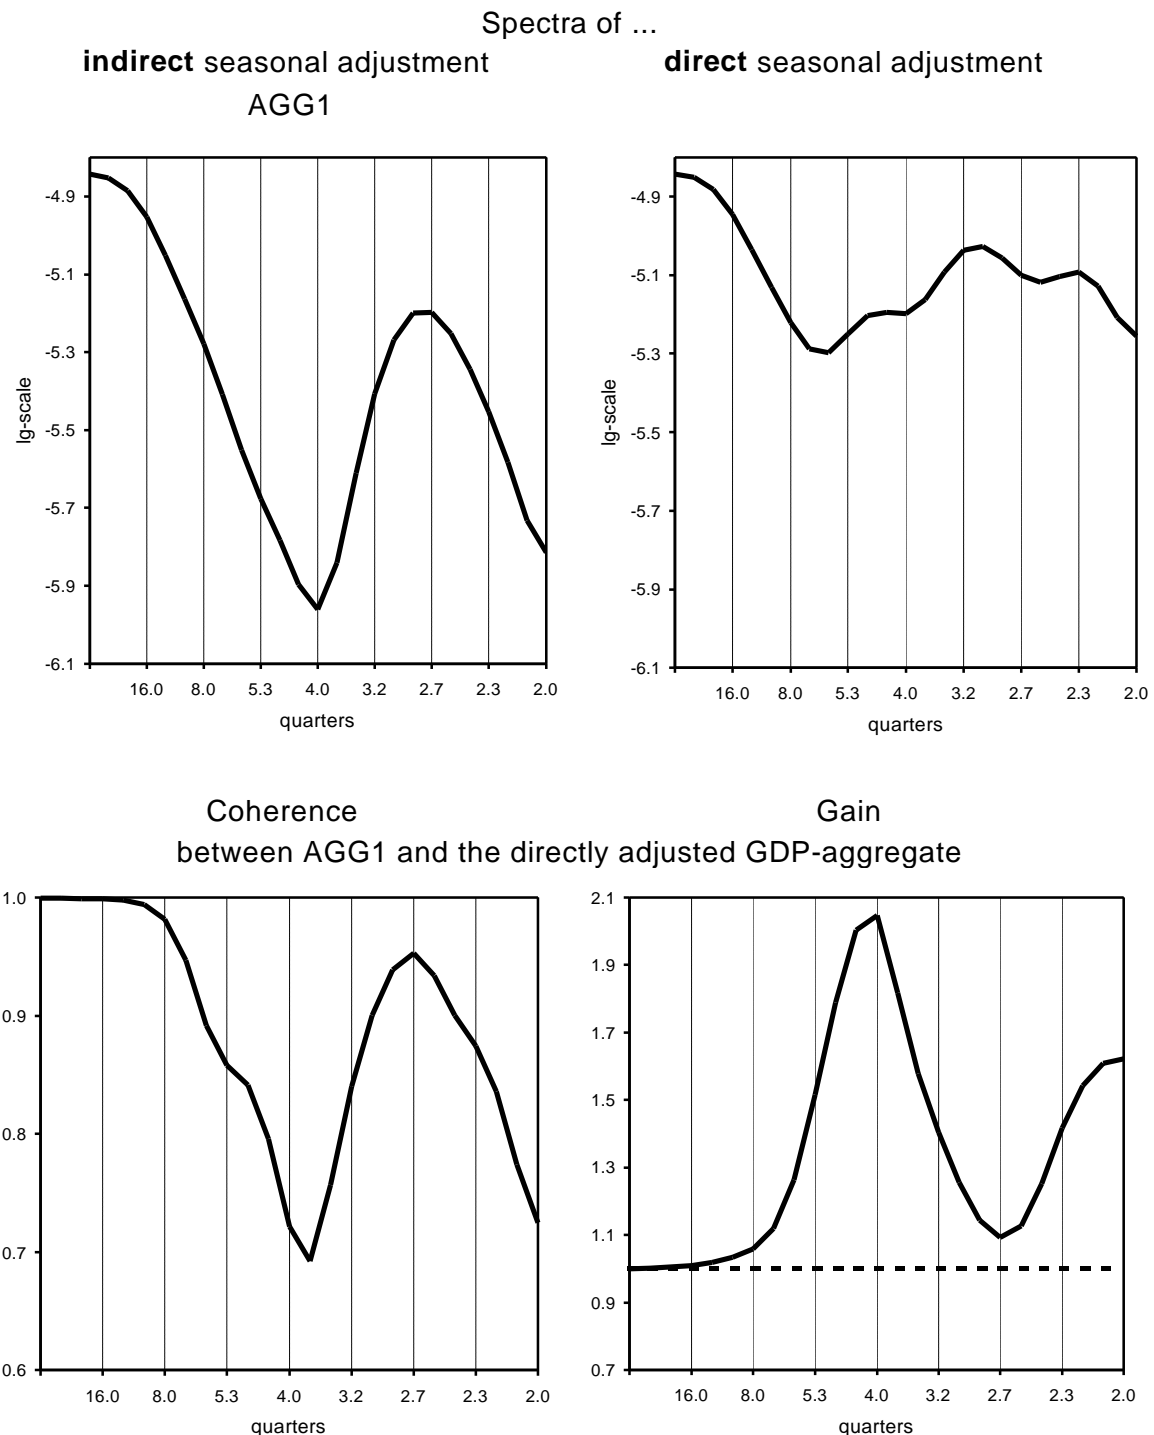 Spectra of ...
indirect seasonal adjustment
direct seasonal adjustment
AGG1
-4.9
-5.1
-5.3
-5.5
-5.7
-5.9
-6.1
lg-scale
16.0 8.0 5.3 4.0 3.2 2.7 2.3 2.0
quarters
-4.9
-5.1
-5.3
-5.5
-5.7
-5.9
-6.1
lg-scale
16.0 8.0 5.3 4.0 3.2 2.7 2.3 2.0
quarters
Coherence
Gain
between AGG1 and the directly adjusted GDP-aggregate
1.0
0.9
0.8
0.7
0.6
16.0 8.0 5.3 4.0 3.2 2.7 2.3 2.0
quarters
2.1
1.9
1.7
1.5
1.3
1.1
0.9
0.7
16.0 8.0 5.3 4.0 3.2 2.7 2.3 2.0
quarters